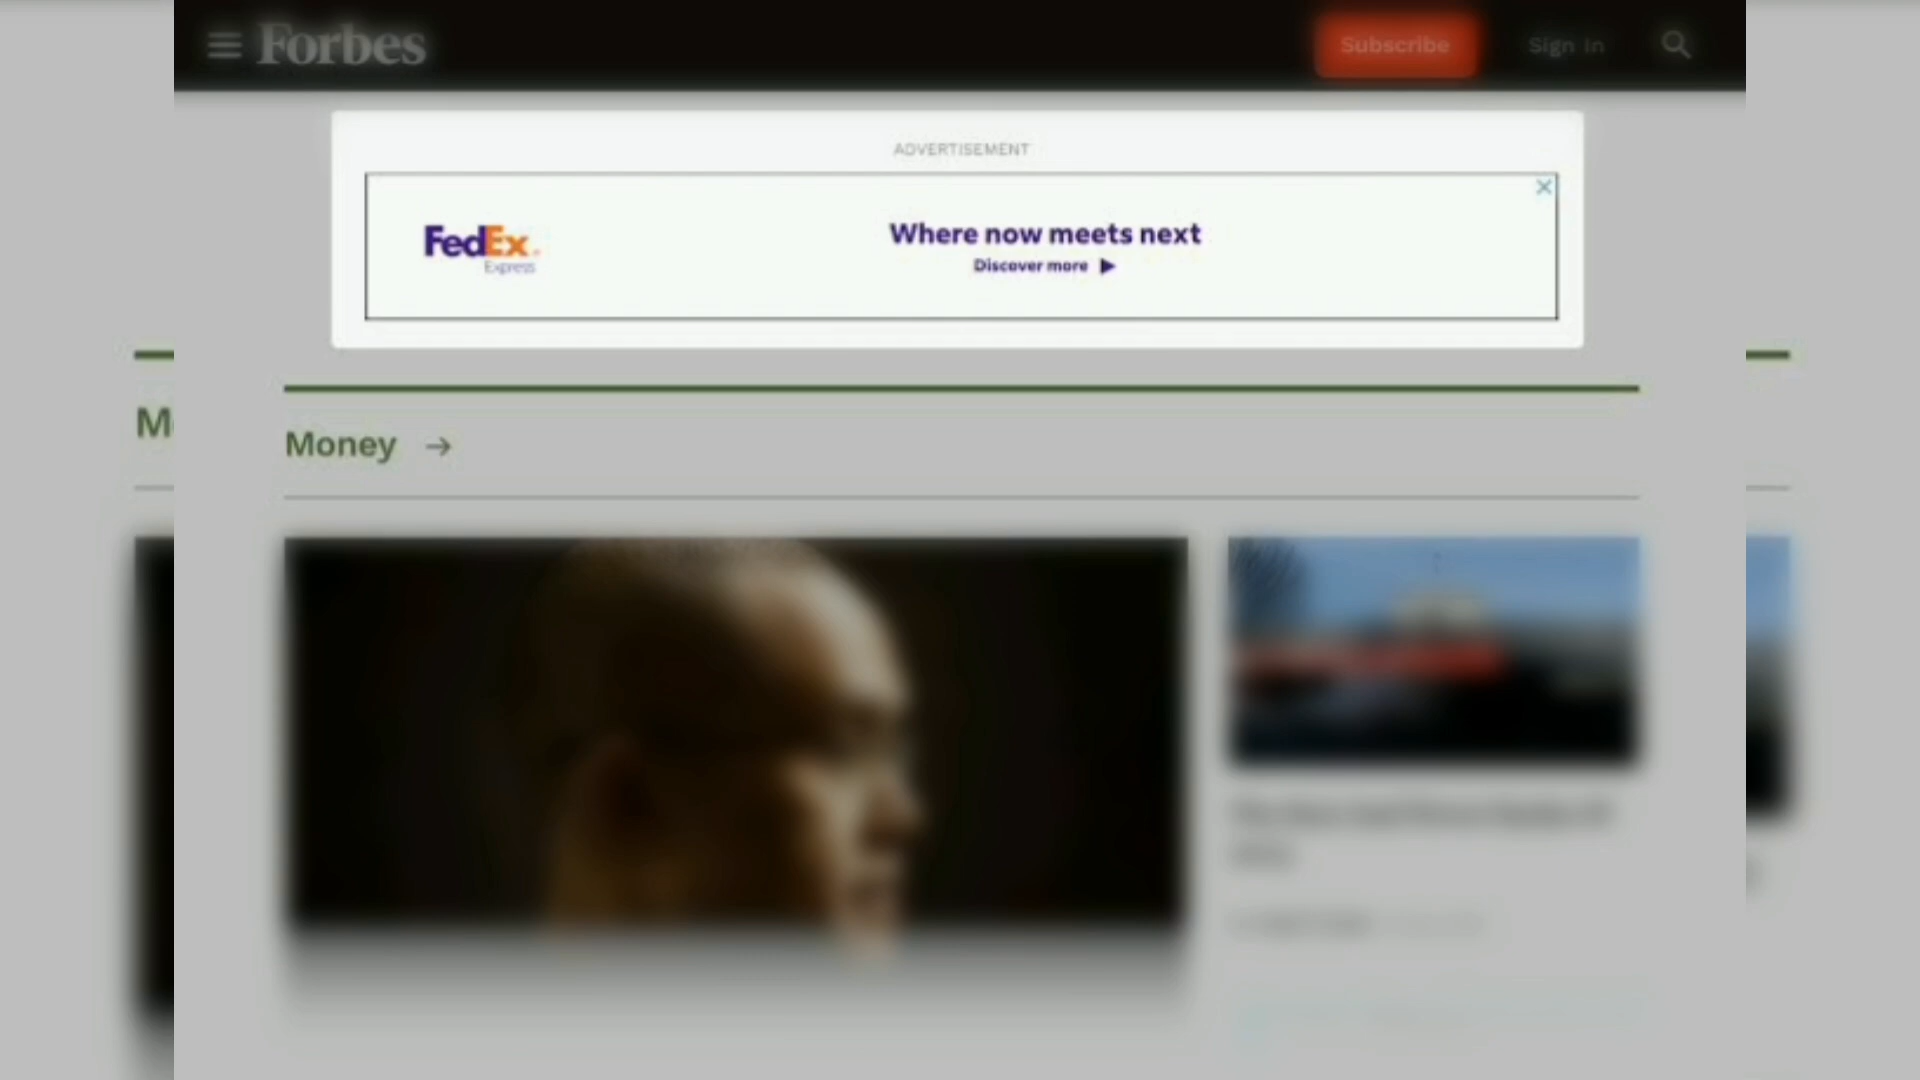 Forbes
Subscribe
Sign In
ADVERTISEMENT
FedEx
Express
Where now meets next
Discover more
Money